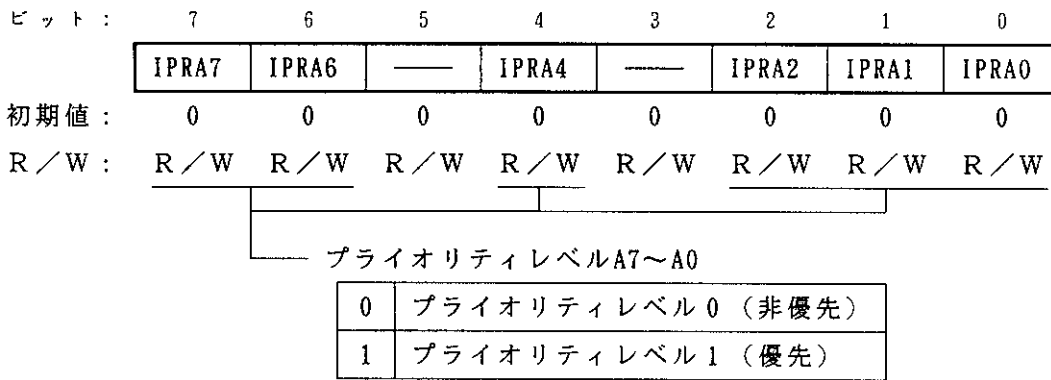 ビット： 7 6 5 4 3 2 1 0
IPRA7 IPRA6 — IPRA4 — IPRA2 IPRA1 IPRA0
初期値： 0 0 0 0 0 0 0 0
R／W： R／W R／W R／W R／W R／W R／W R／W R／W
プライオリティレベルA7～A0
0 プライオリティレベル0（非優先）
1 プライオリティレベル1（優先）